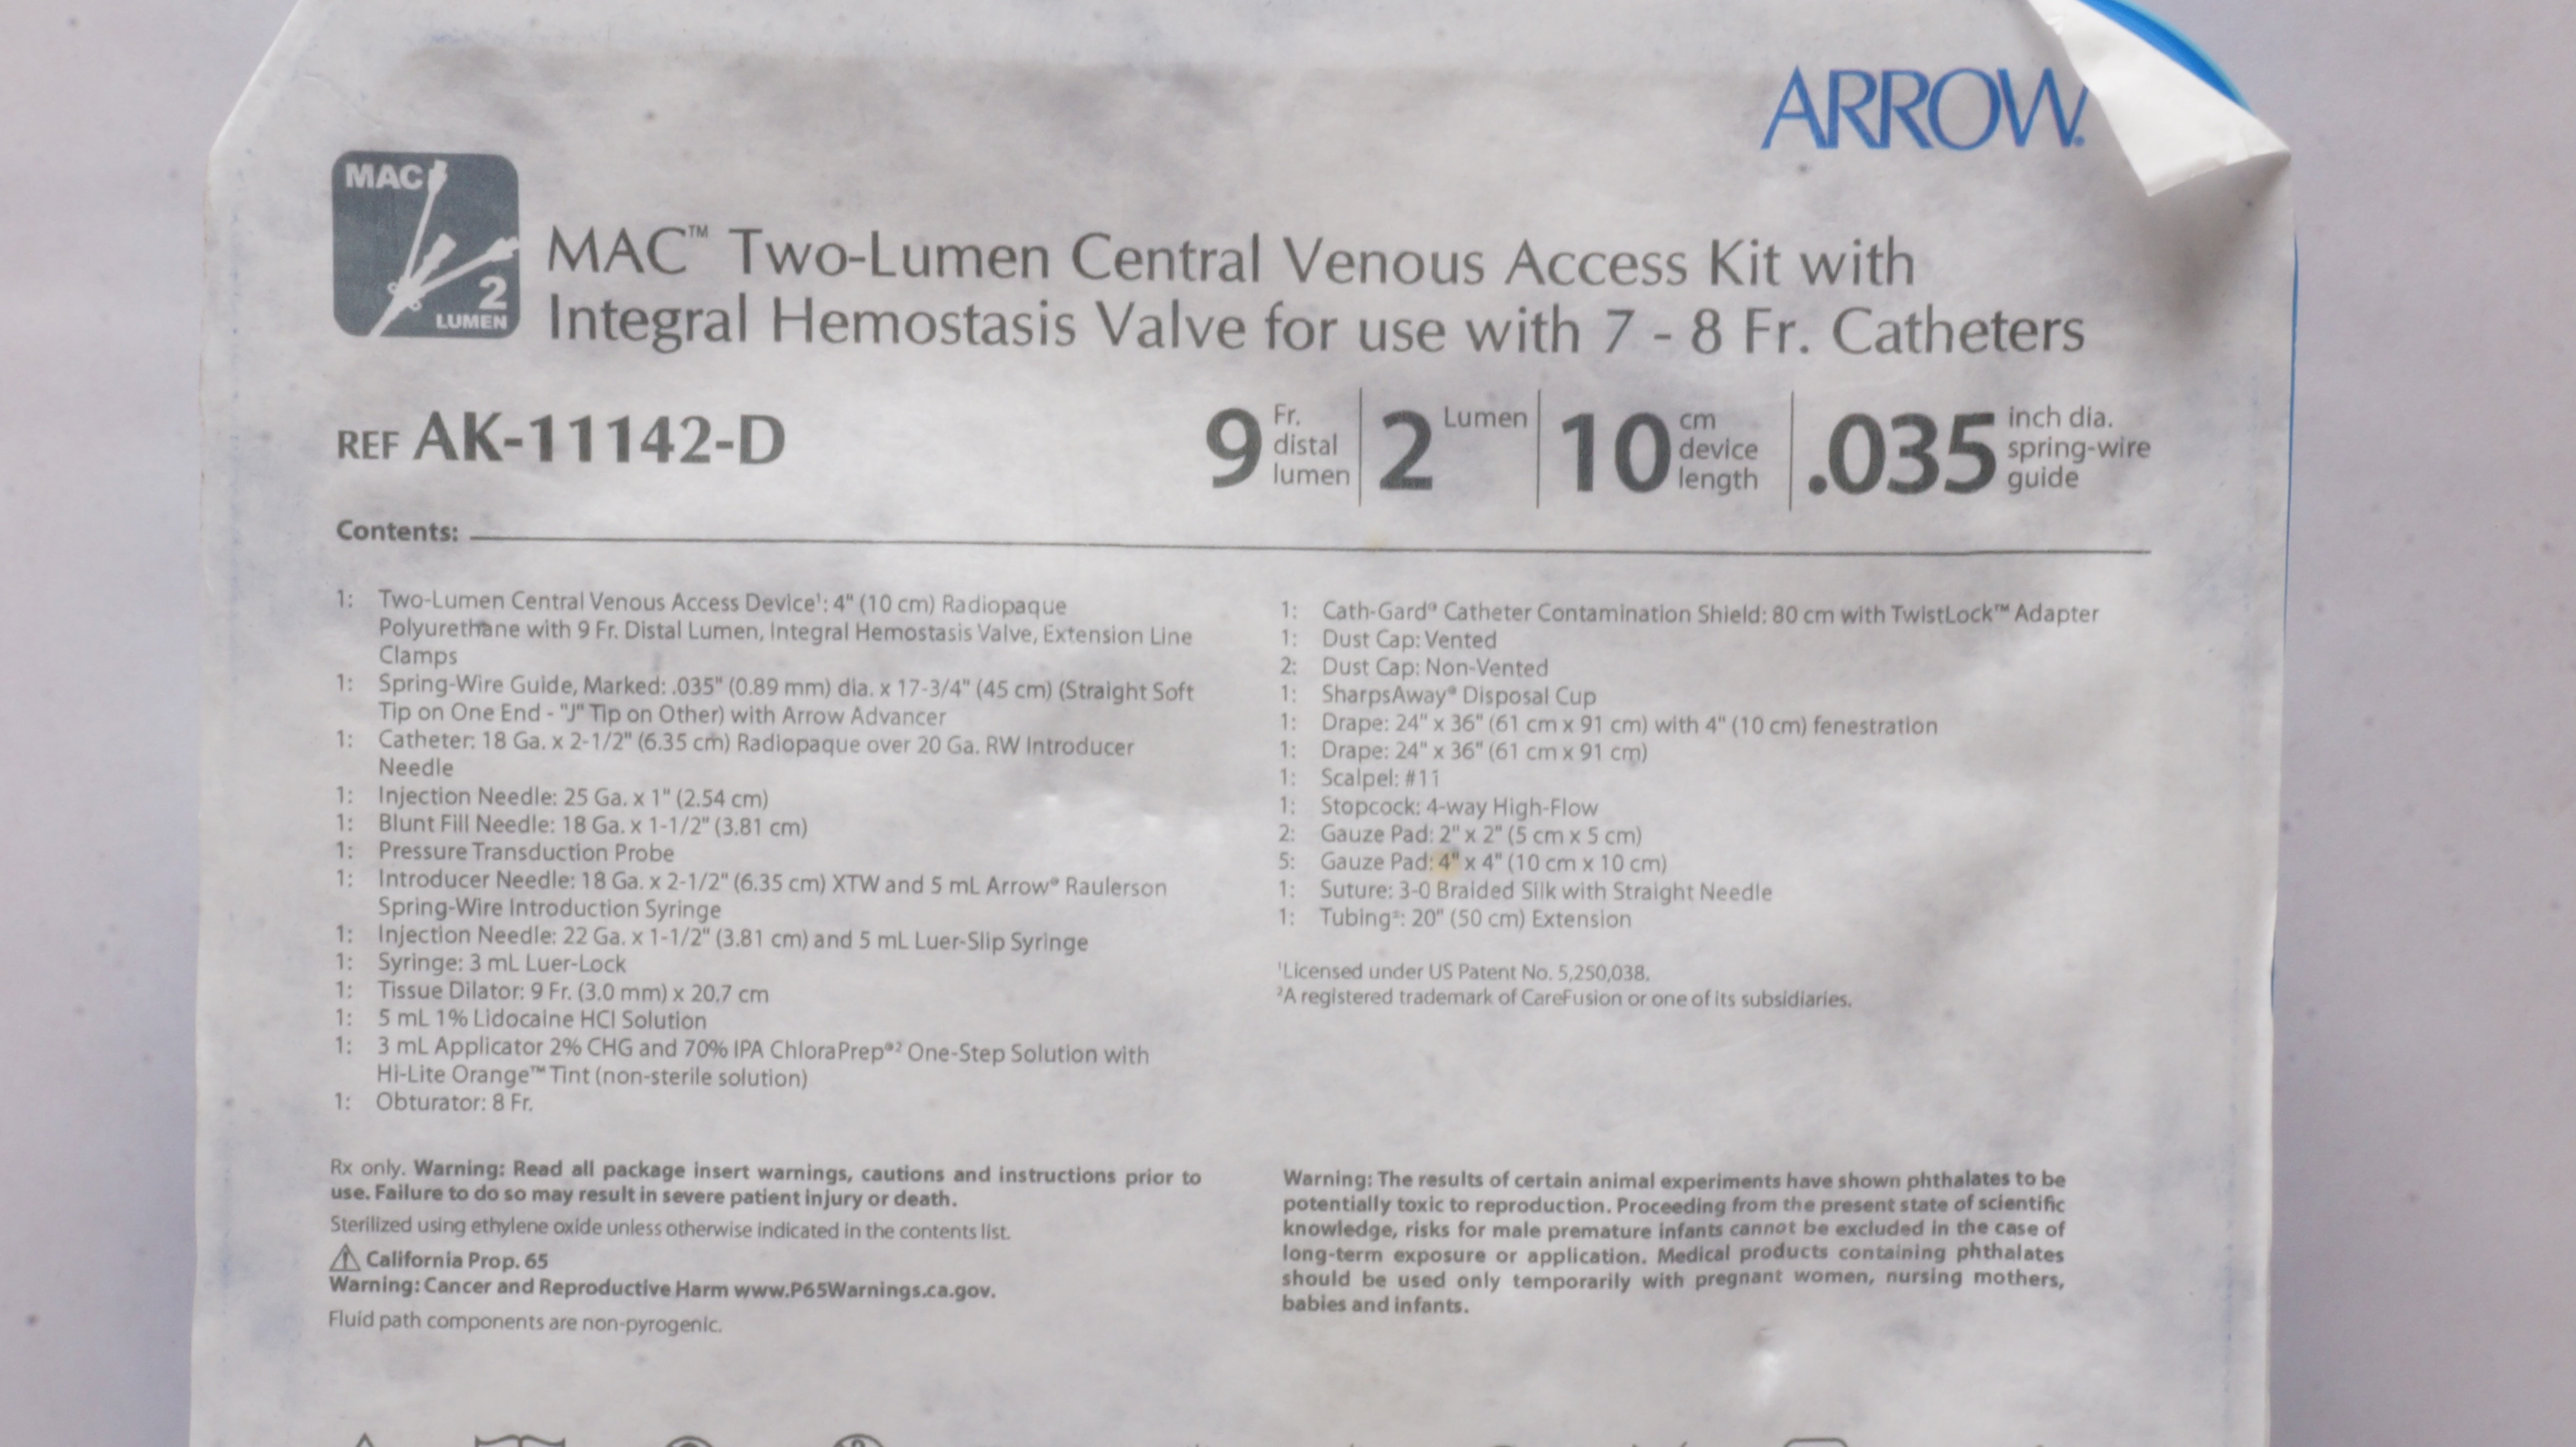 ARROW®
MAC
2
LUMEN
MAC™ Two-Lumen Central Venous Access Kit with
Integral Hemostasis Valve for use with 7 - 8 Fr. Catheters
REF AK-11142-D
9 Fr. distal lumen
2 Lumen
10 cm device length
.035 inch dia. spring-wire guide
Contents:
1: Two-Lumen Central Venous Access Device¹: 4" (10 cm) Radiopaque
Polyurethane with 9 Fr. Distal Lumen, Integral Hemostasis Valve, Extension Line
Clamps
1: Spring-Wire Guide, Marked: .035" (0.89 mm) dia. x 17-3/4" (45 cm) (Straight Soft
Tip on One End - "J" Tip on Other) with Arrow Advancer
1: Catheter: 18 Ga. x 2-1/2" (6.35 cm) Radiopaque over 20 Ga. RW Introducer
Needle
1: Injection Needle: 25 Ga. x 1" (2.54 cm)
1: Blunt Fill Needle: 18 Ga. x 1-1/2" (3.81 cm)
1: Pressure Transduction Probe
1: Introducer Needle: 18 Ga. x 2-1/2" (6.35 cm) XTW and 5 mL Arrow® Raulerson
Spring-Wire Introduction Syringe
1: Injection Needle: 22 Ga. x 1-1/2" (3.81 cm) and 5 mL Luer-Slip Syringe
1: Syringe: 3 mL Luer-Lock
1: Tissue Dilator: 9 Fr. (3.0 mm) x 20.7 cm
1: 5 mL 1% Lidocaine HCl Solution
1: 3 mL Applicator 2% CHG and 70% IPA ChloraPrep®² One-Step Solution with
Hi-Lite Orange™ Tint (non-sterile solution)
1: Obturator: 8 Fr.
1: Cath-Gard® Catheter Contamination Shield: 80 cm with TwistLock™ Adapter
1: Dust Cap: Vented
2: Dust Cap: Non-Vented
1: SharpsAway® Disposal Cup
1: Drape: 24" x 36" (61 cm x 91 cm) with 4" (10 cm) fenestration
1: Drape: 24" x 36" (61 cm x 91 cm)
1: Scalpel: #11
1: Stopcock: 4-way High-Flow
2: Gauze Pad: 2" x 2" (5 cm x 5 cm)
5: Gauze Pad: 4" x 4" (10 cm x 10 cm)
1: Suture: 3-0 Braided Silk with Straight Needle
1: Tubing: 20" (50 cm) Extension
¹Licensed under US Patent No. 5,250,038.
²A registered trademark of CareFusion or one of its subsidiaries.
Rx only. Warning: Read all package insert warnings, cautions and instructions prior to
use. Failure to do so may result in severe patient injury or death.
Sterilized using ethylene oxide unless otherwise indicated in the contents list.
California Prop. 65
Warning: Cancer and Reproductive Harm www.P65Warnings.ca.gov.
Fluid path components are non-pyrogenic.
Warning: The results of certain animal experiments have shown phthalates to be
potentially toxic to reproduction. Proceeding from the present state of scientific
knowledge, risks for male premature infants cannot be excluded in the case of
long-term exposure or application. Medical products containing phthalates
should be used only temporarily with pregnant women, nursing mothers,
babies and infants.